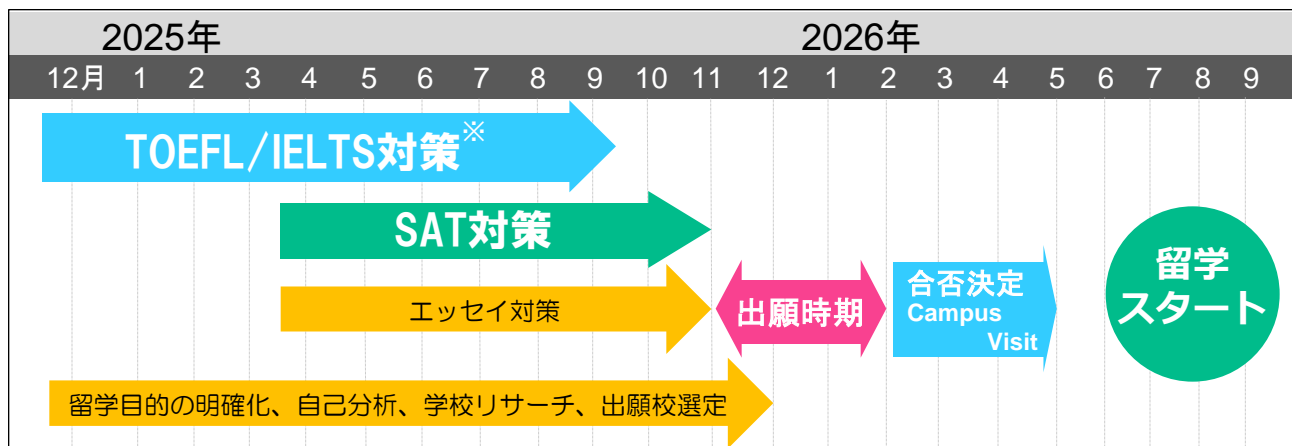 2025年 2026年
12月 1 2 3 4 5 6 7 8 9 10 11 12 1 2 3 4 5 6 7 8 9
TOEFL/IELTS対策※
SAT対策
エッセイ対策
出願時期
合否決定
Campus
Visit
留学
スタート
留学目的の明確化、自己分析、学校リサーチ、出願校選定